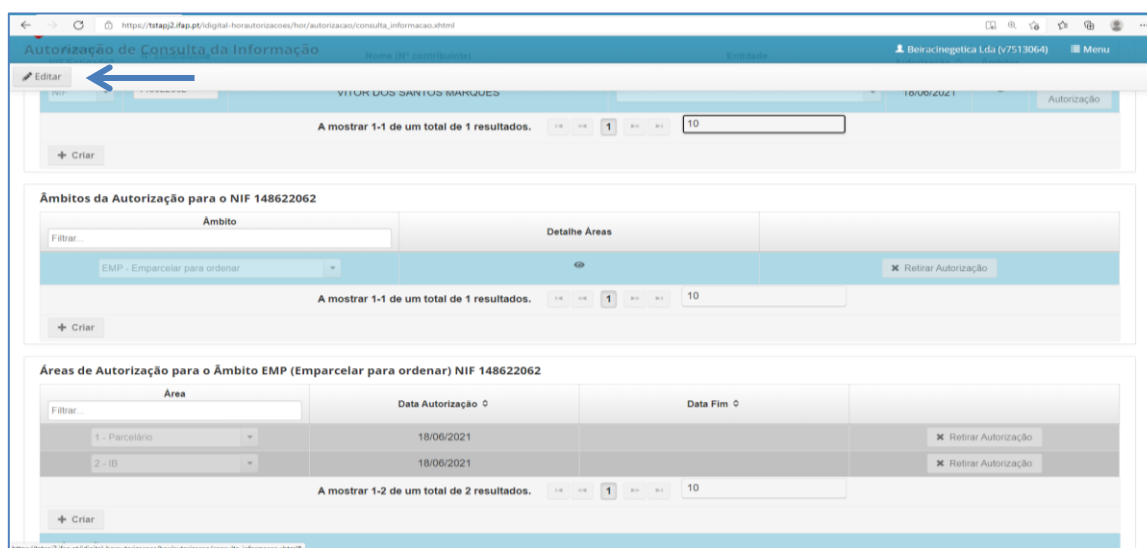 https://tstapj2.ifap.pt/idigital-horautorizacoes/hor/autorizacao/consulta_informacao.xhtml
Autorização de Consulta da Informação
Nome (Nº contribuinte)
Entidade
Beiracinegetica Lda (v7513064)
Menu
Editar
NIF
VITOR DOS SANTOS MARQUES
18/06/2021
Autorização
A mostrar 1-1 de um total de 1 resultados. 1 10
+ Criar
Âmbitos da Autorização para o NIF 148622062
Âmbito
Filtrar...
Detalhe Áreas
EMP - Emparcelar para ordenar
Retirar Autorização
A mostrar 1-1 de um total de 1 resultados. 1 10
+ Criar
Áreas de Autorização para o Âmbito EMP (Emparcelar para ordenar) NIF 148622062
Área
Filtrar...
Data Autorização
Data Fim
1 - Parcelário 18/06/2021 Retirar Autorização
2 - IB 18/06/2021 Retirar Autorização
A mostrar 1-2 de um total de 2 resultados. 1 10
+ Criar